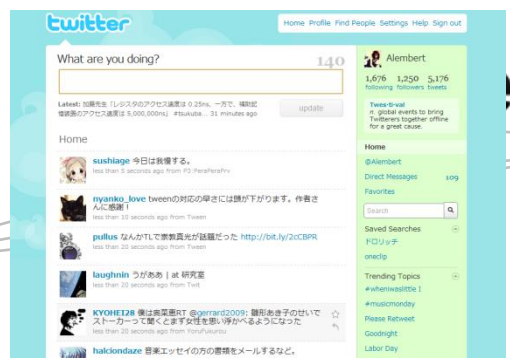 twitter
Home Profile Find People Settings Help Sign out
What are you doing?
140
Latest: 加藤先生「レジスタのアクセス速度は 0.25ns、一方で、補助記
憶装置のアクセス速度は 5,000,000ns」 #tsukuba... 31 minutes ago
update
Home
sushiage 今日は我慢する。
less than 5 seconds ago from P3:PeraPeraPrv
nyanko_love tweenの対応の早さには頭が下がります。作者さ
んに感謝！
less than 10 seconds ago from Tween
pullus なんかTLで崇教真光が話題だった http://bit.ly/2cCBPR
less than 20 seconds ago from Tween
laughnin うがああ | at 研究室
less than 20 seconds ago from Twit
KYOHEI28 僕は奥菜恵RT @gerrard2009: 雛形あき子のせいで
ストーカーって聞くとまず女性を思い浮かべるようになった
less than 20 seconds ago from YoruFukurou
halciondaze 音楽エッセイの方の書類をメールするなど。
Alembert
1,676 1,250 5,176
following followers tweets
Twes·ti·val
n: global events to bring
Twitterers together offline
for a great cause.
Home
@Alembert
Direct Messages 109
Favorites
Search
Saved Searches
ドロリッチ
oneclip
Trending Topics
#wheniwaslittle I
#musicmonday
Please Retweet
Goodnight
Labor Day